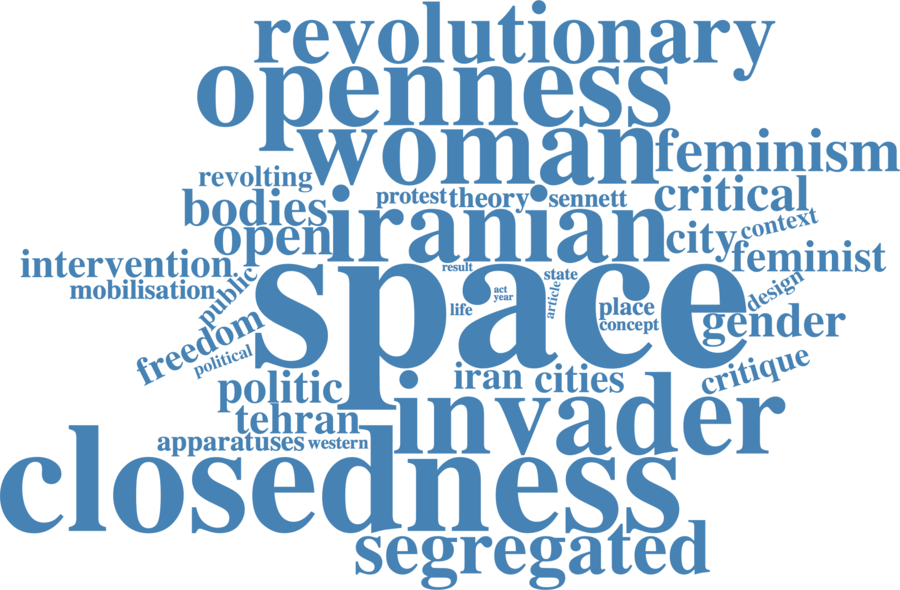 revolutionary
openness
woman
feminism
revolting
protest
theory
sennett
critical
bodies
iranian
context
open
city
feminist
intervention
result
state
mobilisation
public
space
act
year
article
life
place
concept
design
gender
freedom
political
politic
iran
cities
critique
tehran
invader
apparatuses
western
closedness
segregated